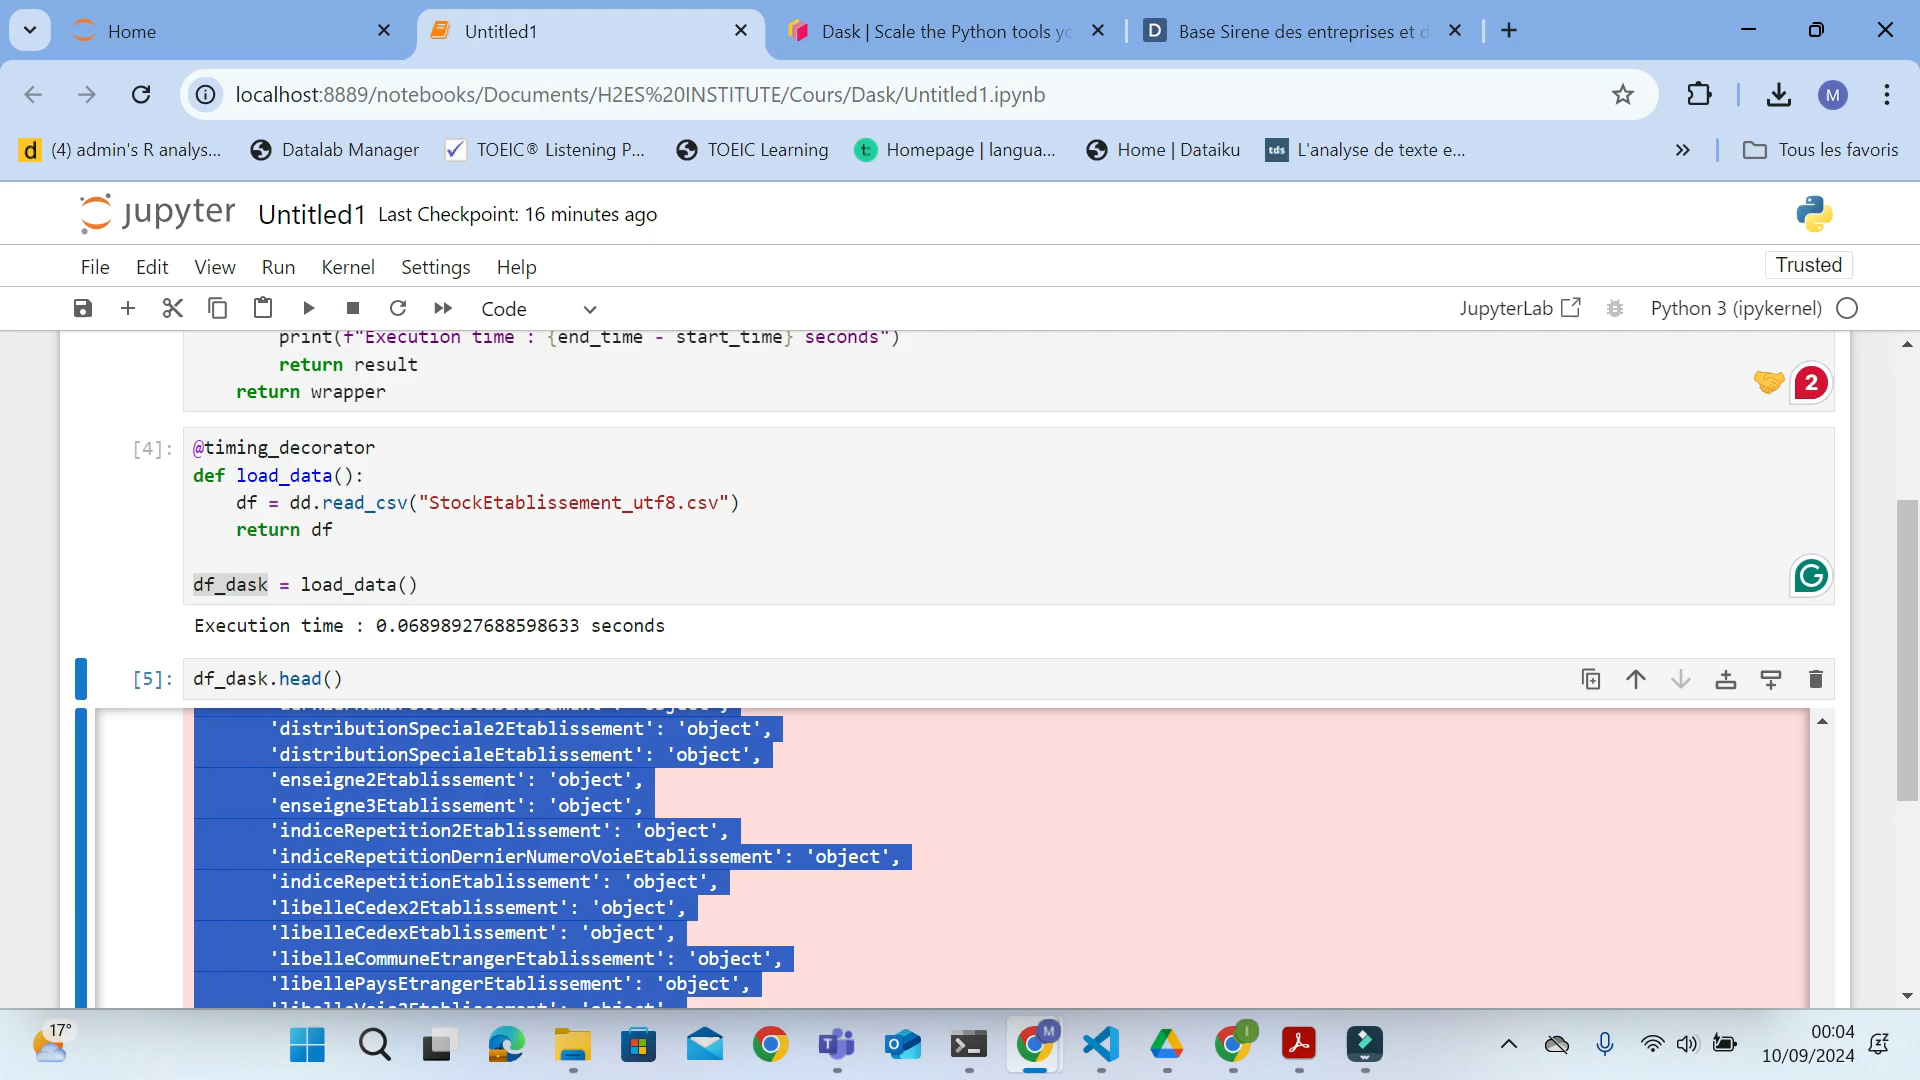 Home
Untitled1
Dask | Scale the Python tools yo
D
Base Sirene des entreprises et d
localhost:8889/notebooks/Documents/H2ES%20INSTITUTE/Cours/Dask/Untitled1.ipynb
M
d
(4) admin's R analys...
Datalab Manager
TOEIC® Listening P...
TOEIC Learning
t
Homepage | langua...
Home | Dataiku
tds
L'analyse de texte e...
»
Tous les favoris
jupyter
Untitled1
Last Checkpoint: 16 minutes ago
File
Edit
View
Run
Kernel
Settings
Help
Trusted
Code
JupyterLab
Python 3 (ipykernel)
print(f"Execution time : {end_time - start_time} seconds")
return result
return wrapper
2
[4]:
@timing_decorator
def load_data():
df = dd.read_csv("StockEtablissement_utf8.csv")
return df
df_dask = load_data()
G
Execution time : 0.06898927688598633 seconds
[5]:
df_dask.head()
'distributionSpeciale2Etablissement': 'object',
'distributionSpecialeEtablissement': 'object',
'enseigne2Etablissement': 'object',
'enseigne3Etablissement': 'object',
'indiceRepetition2Etablissement': 'object',
'indiceRepetitionDernierNumeroVoieEtablissement': 'object',
'indiceRepetitionEtablissement': 'object',
'libelleCedex2Etablissement': 'object',
'libelleCedexEtablissement': 'object',
'libelleCommuneEtrangerEtablissement': 'object',
'libellePaysEtrangerEtablissement': 'object',
17°
M
I
00:04
10/09/2024